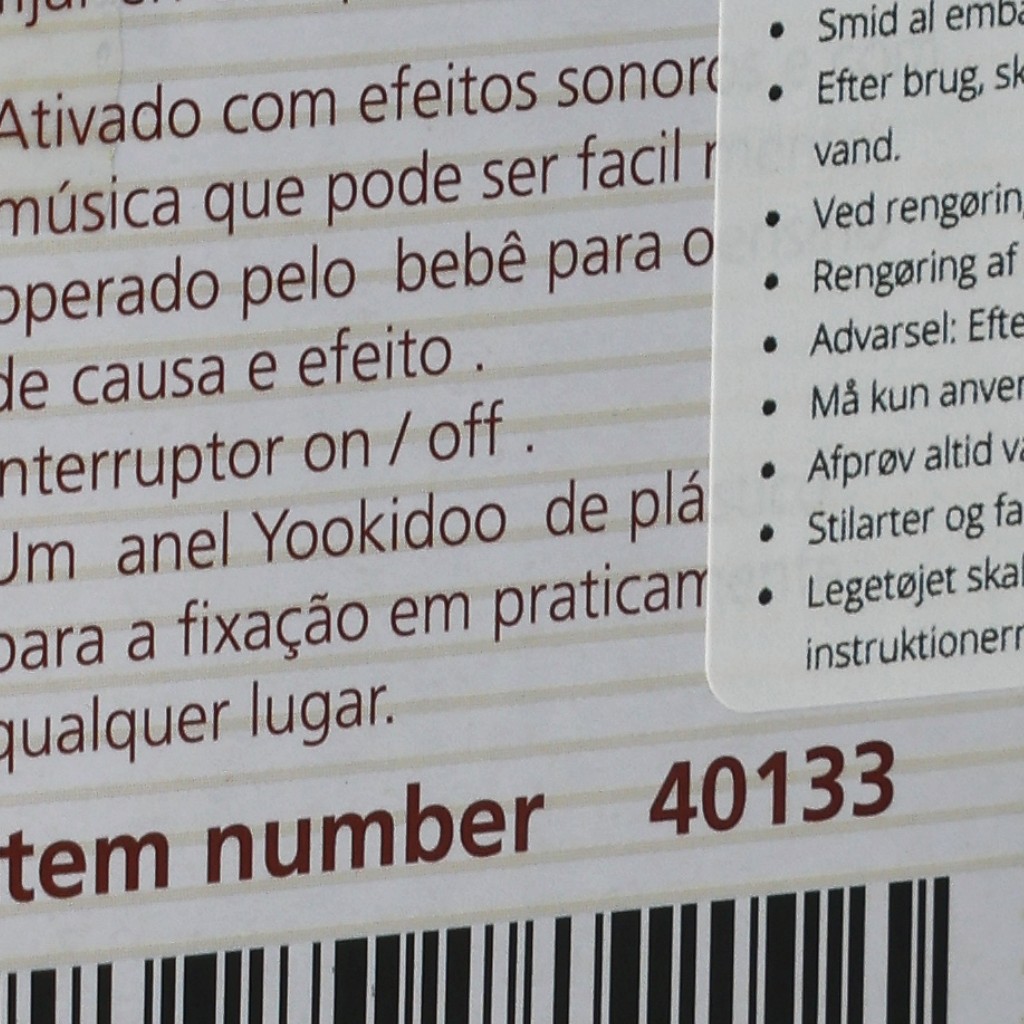 Ativado com efeitos sonoro
música que pode ser facil
operado pelo bebê para o
de causa e efeito .
nterruptor on / off .
Um anel Yookidoo de plá
para a fixação em praticam
qualquer lugar.
tem number 40133
Smid al emba
Efter brug, sk
vand.
Ved rengørin
Rengøring af
Advarsel: Efte
Må kun anven
Afprøv altid va
Stilarter og fa
Legetøjet skal
instruktionern